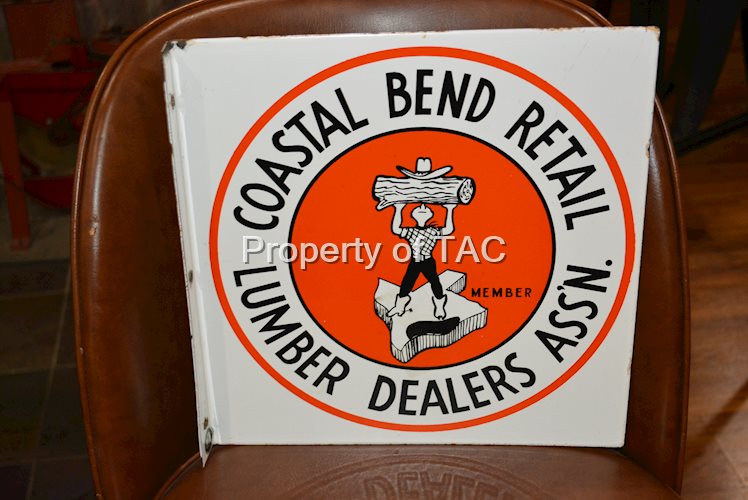 COASTAL BEND RETAIL
LUMBER DEALERS ASS'N.
MEMBER
Property of TAC